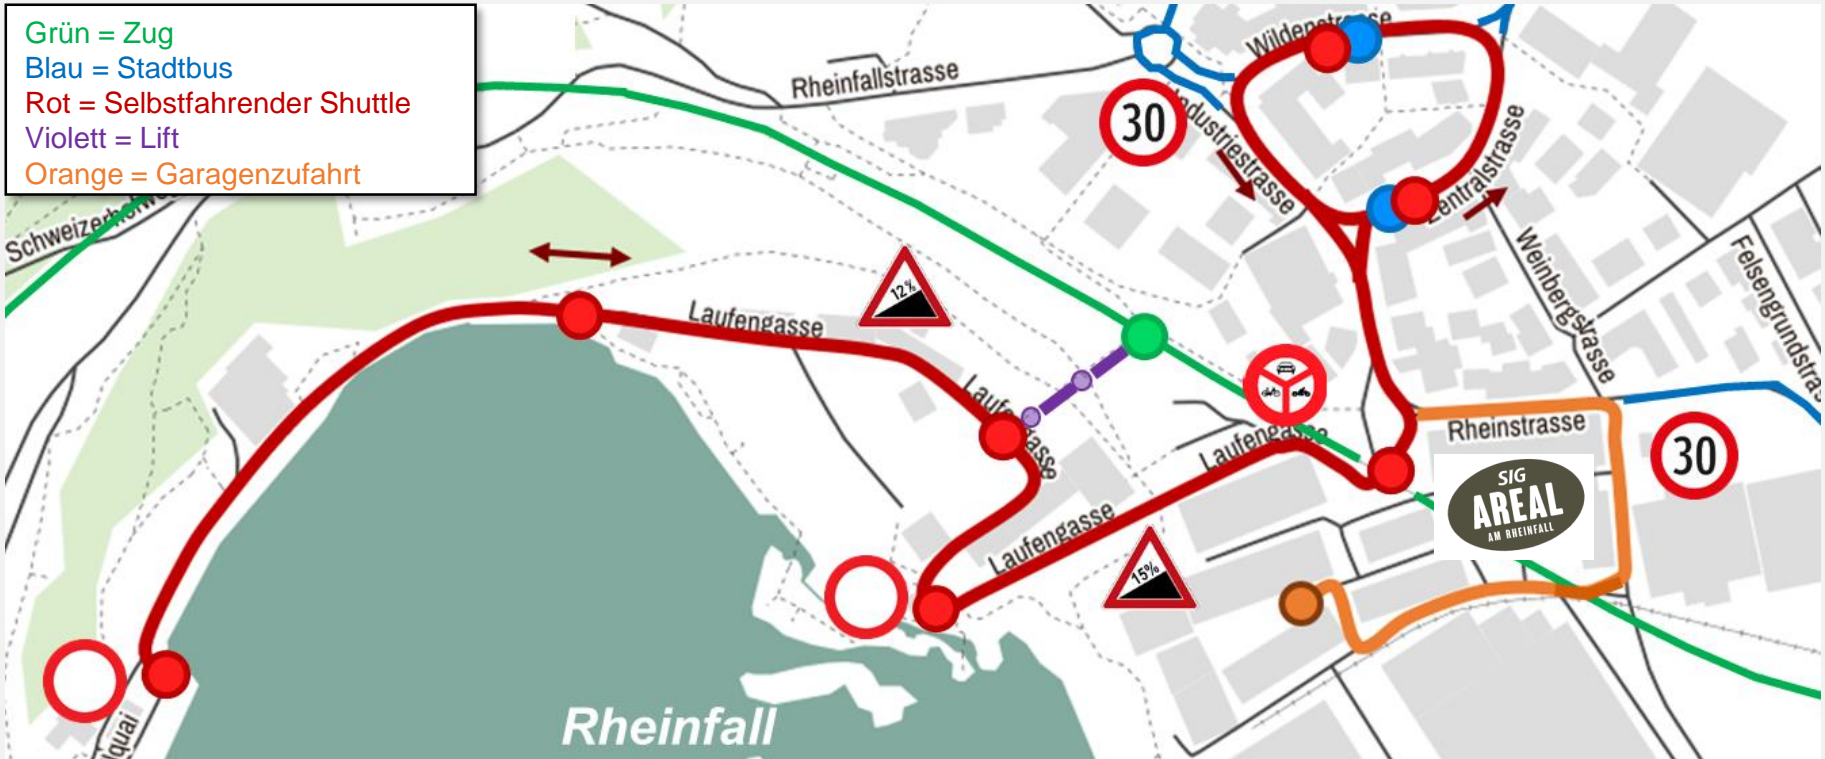 Grün = Zug
Blau = Stadtbus
Rot = Selbstfahrender Shuttle
Violett = Lift
Orange = Garagenzufahrt
Wildenstrasse
Rheinfallstrasse
30
Industriestrasse
Zentralstrasse
Weinbergstrasse
Laufengasse
12%
Laufengasse
Rheinstrasse
30
Laufengasse
SIG
AREAL
AM RHEINFALL
Laufengasse
15%
Rheinfall